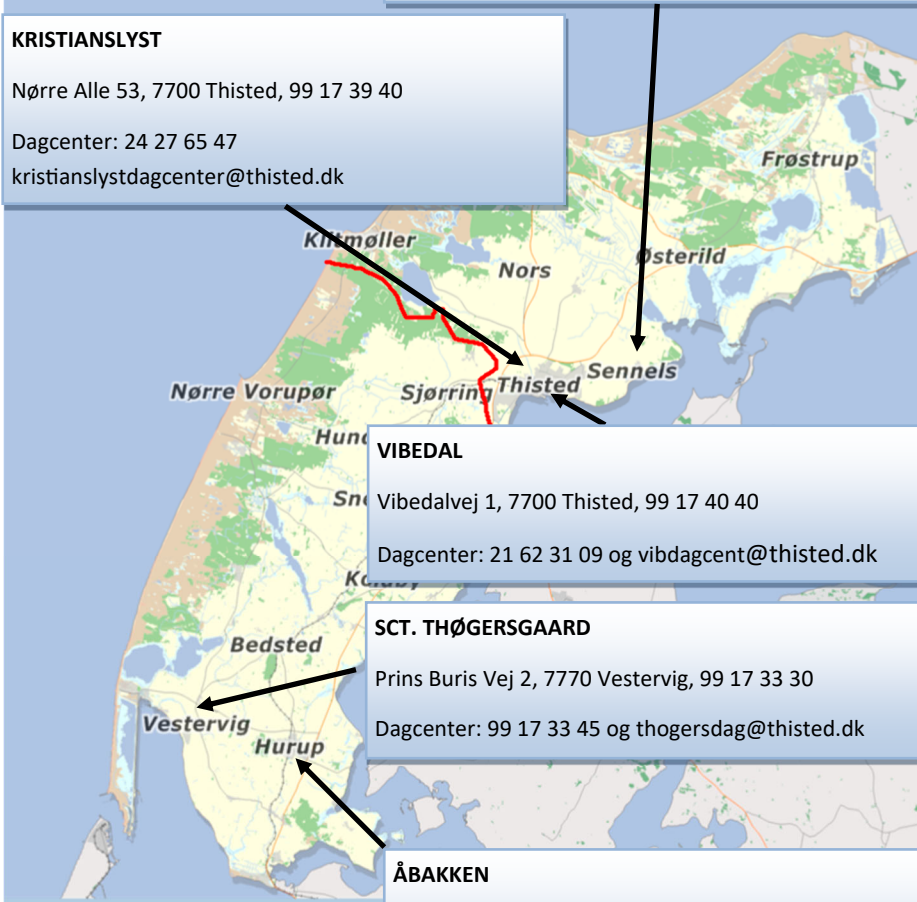 KRISTIANSLYST
Nørre Alle 53, 7700 Thisted, 99 17 39 40
Dagcenter: 24 27 65 47
kristianslystdagcenter@thisted.dk
Frøstrup
Klitmøller
Østerild
Nors
Sennels
Nørre Vorupør
Sjørring
Thisted
Hund
VIBEDAL
Vibedalvej 1, 7700 Thisted, 99 17 40 40
Dagcenter: 21 62 31 09 og vibdagcent@thisted.dk
Sne
Bedsted
SCT. THØGERSGAARD
Prins Buris Vej 2, 7770 Vestervig, 99 17 33 30
Dagcenter: 99 17 33 45 og thogersdag@thisted.dk
Vestervig
Hurup
ÅBAKKEN